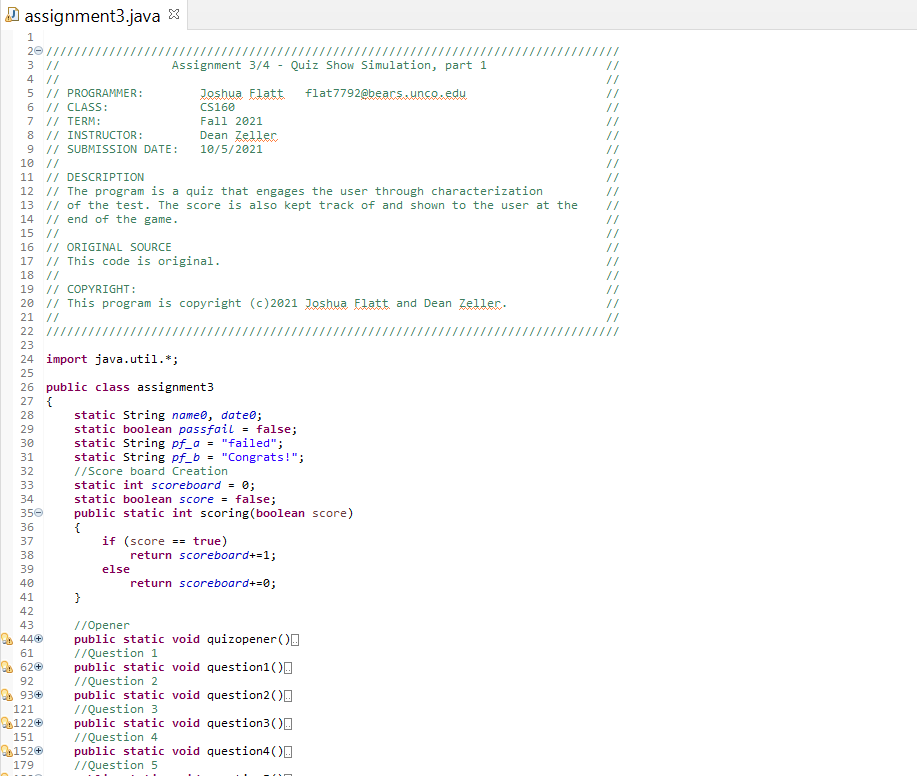 assignment3.java
1
2 ////////////////////////////////////////////////////////////////////////////////
3 // Assignment 3/4 - Quiz Show Simulation, part 1 //
4 // //
5 // PROGRAMMER: Joshua Flatt flat7792@bears.unco.edu //
6 // CLASS: CS160 //
7 // TERM: Fall 2021 //
8 // INSTRUCTOR: Dean Zeller //
9 // SUBMISSION DATE: 10/5/2021 //
10 // //
11 // DESCRIPTION //
12 // The program is a quiz that engages the user through characterization //
13 // of the test. The score is also kept track of and shown to the user at the //
14 // end of the game. //
15 // //
16 // ORIGINAL SOURCE //
17 // This code is original. //
18 // //
19 // COPYRIGHT: //
20 // This program is copyright (c)2021 Joshua Flatt and Dean Zeller. //
21 // //
22 ////////////////////////////////////////////////////////////////////////////////
23
24 import java.util.*;
25
26 public class assignment3
27 {
28 static String name0, date0;
29 static boolean passfail = false;
30 static String pf_a = "failed";
31 static String pf_b = "Congrats!";
32 //Score board Creation
33 static int scoreboard = 0;
34 static boolean score = false;
35 public static int scoring(boolean score)
36 {
37 if (score == true)
38 return scoreboard+=1;
39 else
40 return scoreboard+=0;
41 }
42
43 //Opener
44 public static void quizopener()
61 //Question 1
62 public static void question1()
92 //Question 2
93 public static void question2()
121 //Question 3
122 public static void question3()
151 //Question 4
152 public static void question4()
179 //Question 5